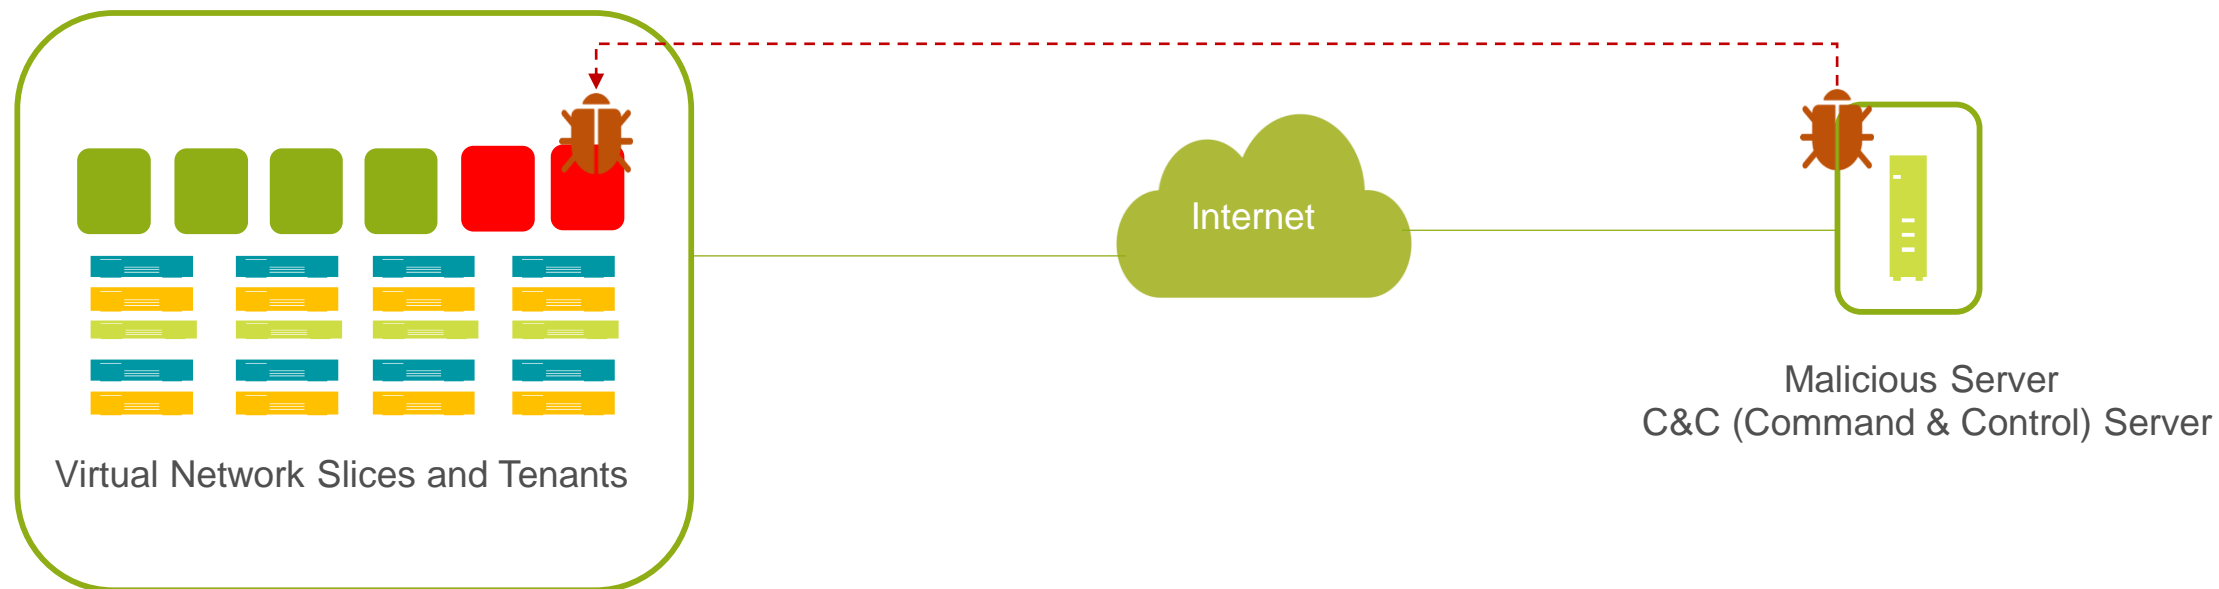 Internet
Malicious Server
C&C (Command & Control) Server
Virtual Network Slices and Tenants